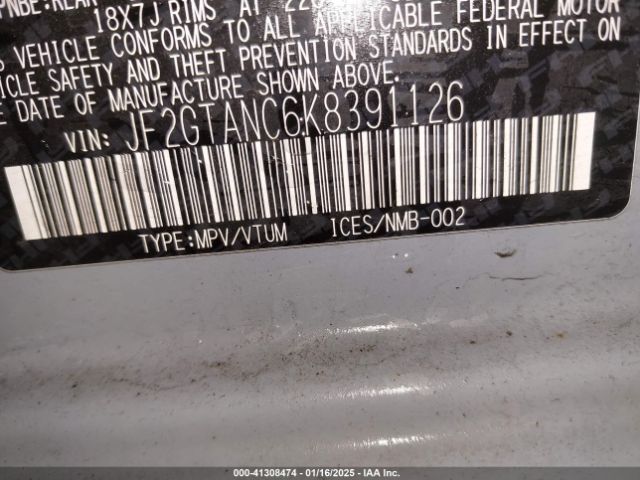 18X7J RIMS AT
VEHICLE CONFORMS TO ALL APPLICABLE FEDERAL MOTOR
VEHICLE SAFETY AND THEFT PREVENTION STANDARDS IN EFFECT ON
DATE OF MANUFACTURE SHOWN ABOVE.
VIN: JF2GTANC6K8391126
TYPE:MPV/VTUM ICES/NMB-002
000-41308474 | 01/16/2025 | IAA Inc.